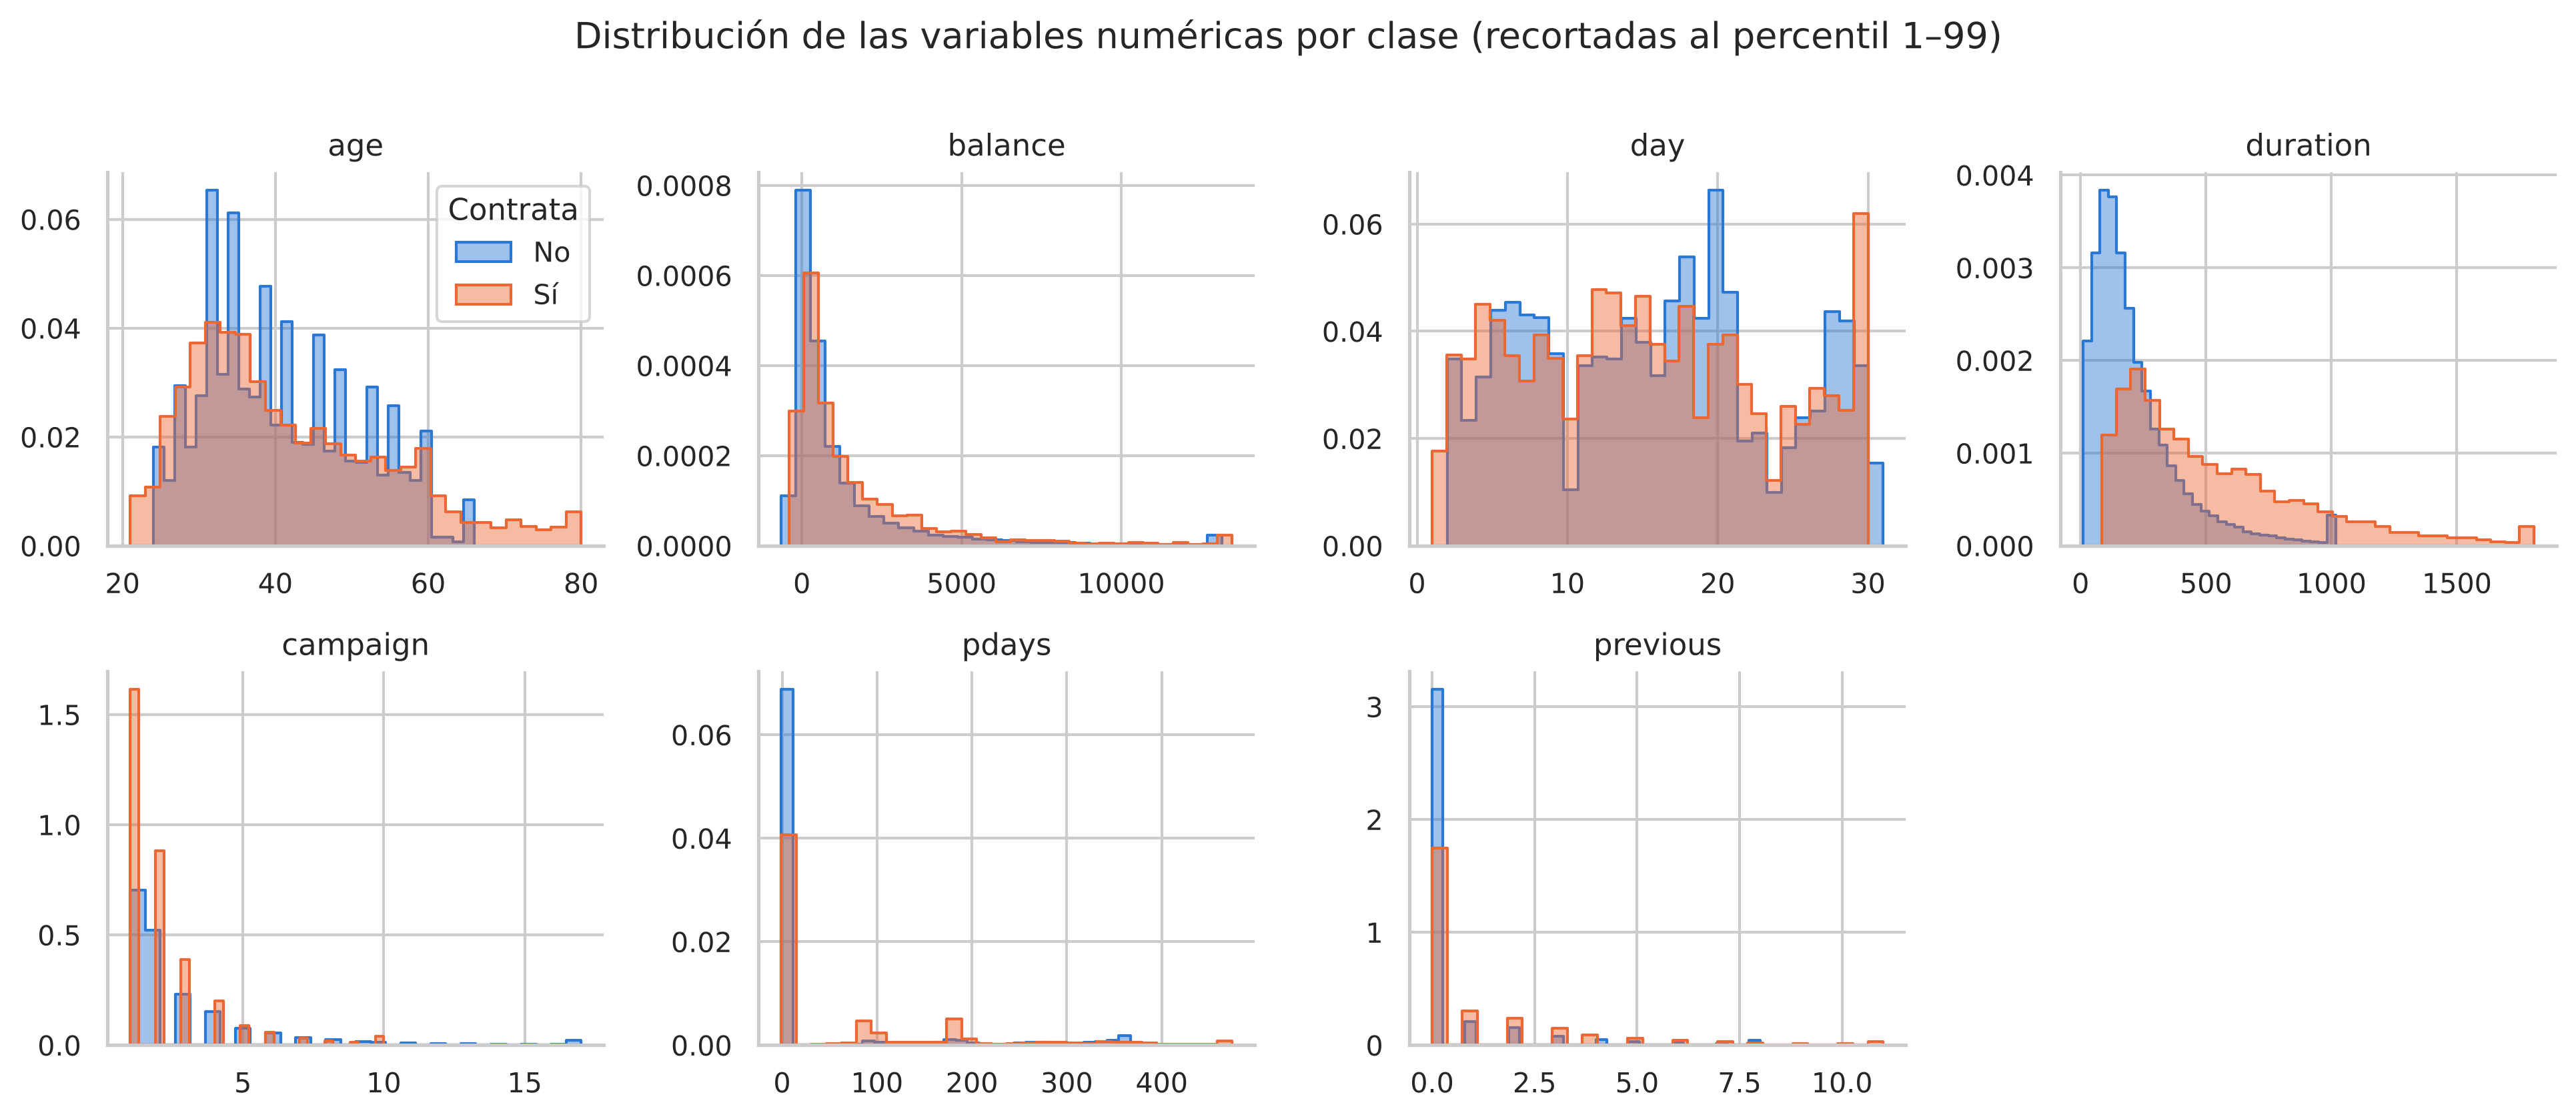 Distribución de las variables numéricas por clase (recortadas al percentil 1–99)
age
0.06
0.04
0.02
0.00
20 40 60 80
Contrata
No
Sí
balance
0.0008
0.0006
0.0004
0.0002
0.0000
0 5000 10000
day
0.06
0.04
0.02
0.00
0 10 20 30
duration
0.004
0.003
0.002
0.001
0.000
0 500 1000 1500
campaign
1.5
1.0
0.5
0.0
5 10 15
pdays
0.06
0.04
0.02
0.00
0 100 200 300 400
previous
3
2
1
0
0.0 2.5 5.0 7.5 10.0